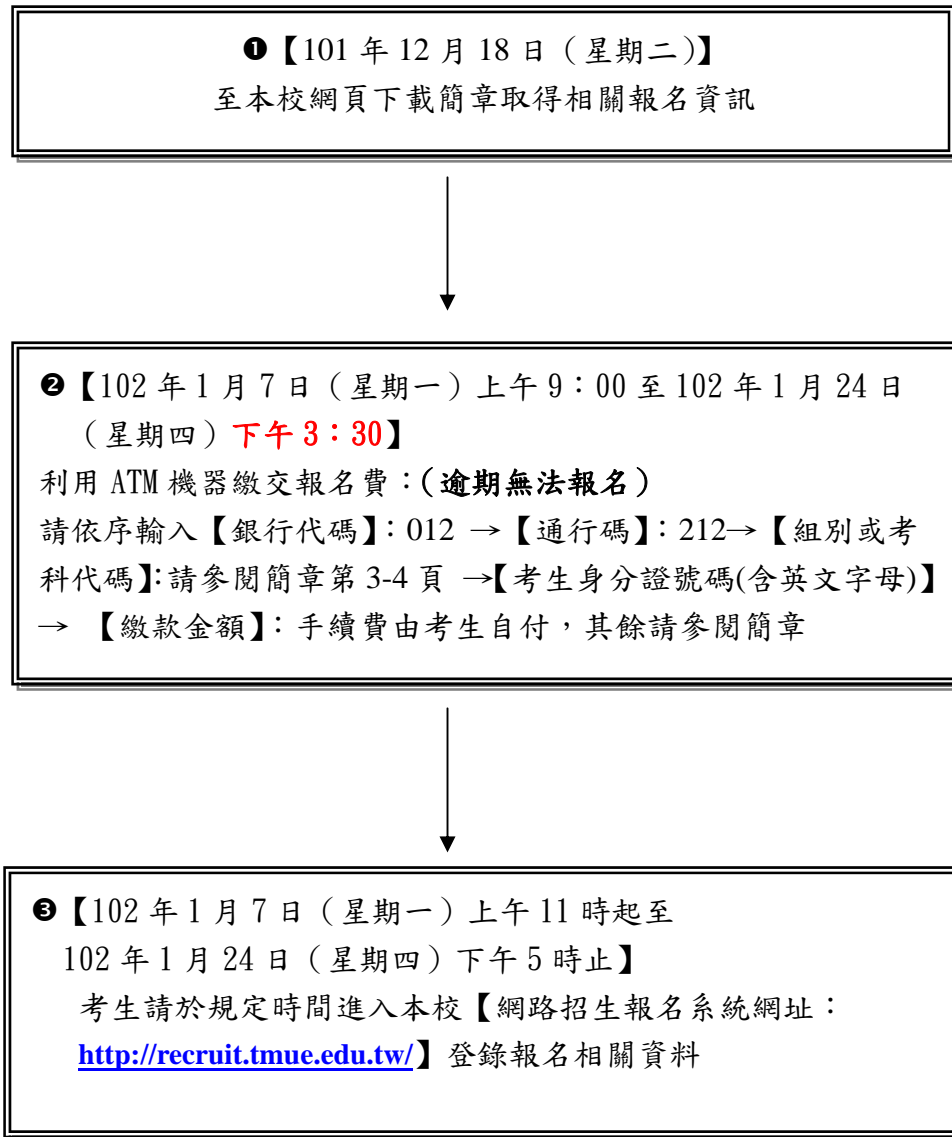 ❶【101 年 12 月 18 日（星期二)】
至本校網頁下載簡章取得相關報名資訊
❷【102 年 1 月 7 日（星期一）上午 9：00 至 102 年 1 月 24 日
（星期四）下午 3：30】
利用 ATM 機器繳交報名費：(逾期無法報名)
請依序輸入【銀行代碼】：012 →【通行碼】：212→【組別或考
科代碼】:請參閱簡章第 3-4 頁 →【考生身分證號碼(含英文字母)】
→ 【繳款金額】：手續費由考生自付，其餘請參閱簡章
❸【102 年 1 月 7 日（星期一）上午 11 時起至
102 年 1 月 24 日（星期四）下午 5 時止】
考生請於規定時間進入本校【網路招生報名系統網址：
http://recruit.tmue.edu.tw/】登錄報名相關資料